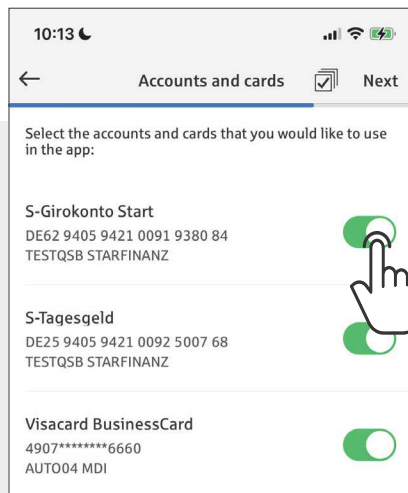 10:13
Accounts and cards
Next
Select the accounts and cards that you would like to use
in the app:
S-Girokonto Start
DE62 9405 9421 0091 9380 84
TESTQSB STARFINANZ
S-Tagesgeld
DE25 9405 9421 0092 5007 68
TESTQSB STARFINANZ
Visacard BusinessCard
4907********6660
AUTO04 MDI